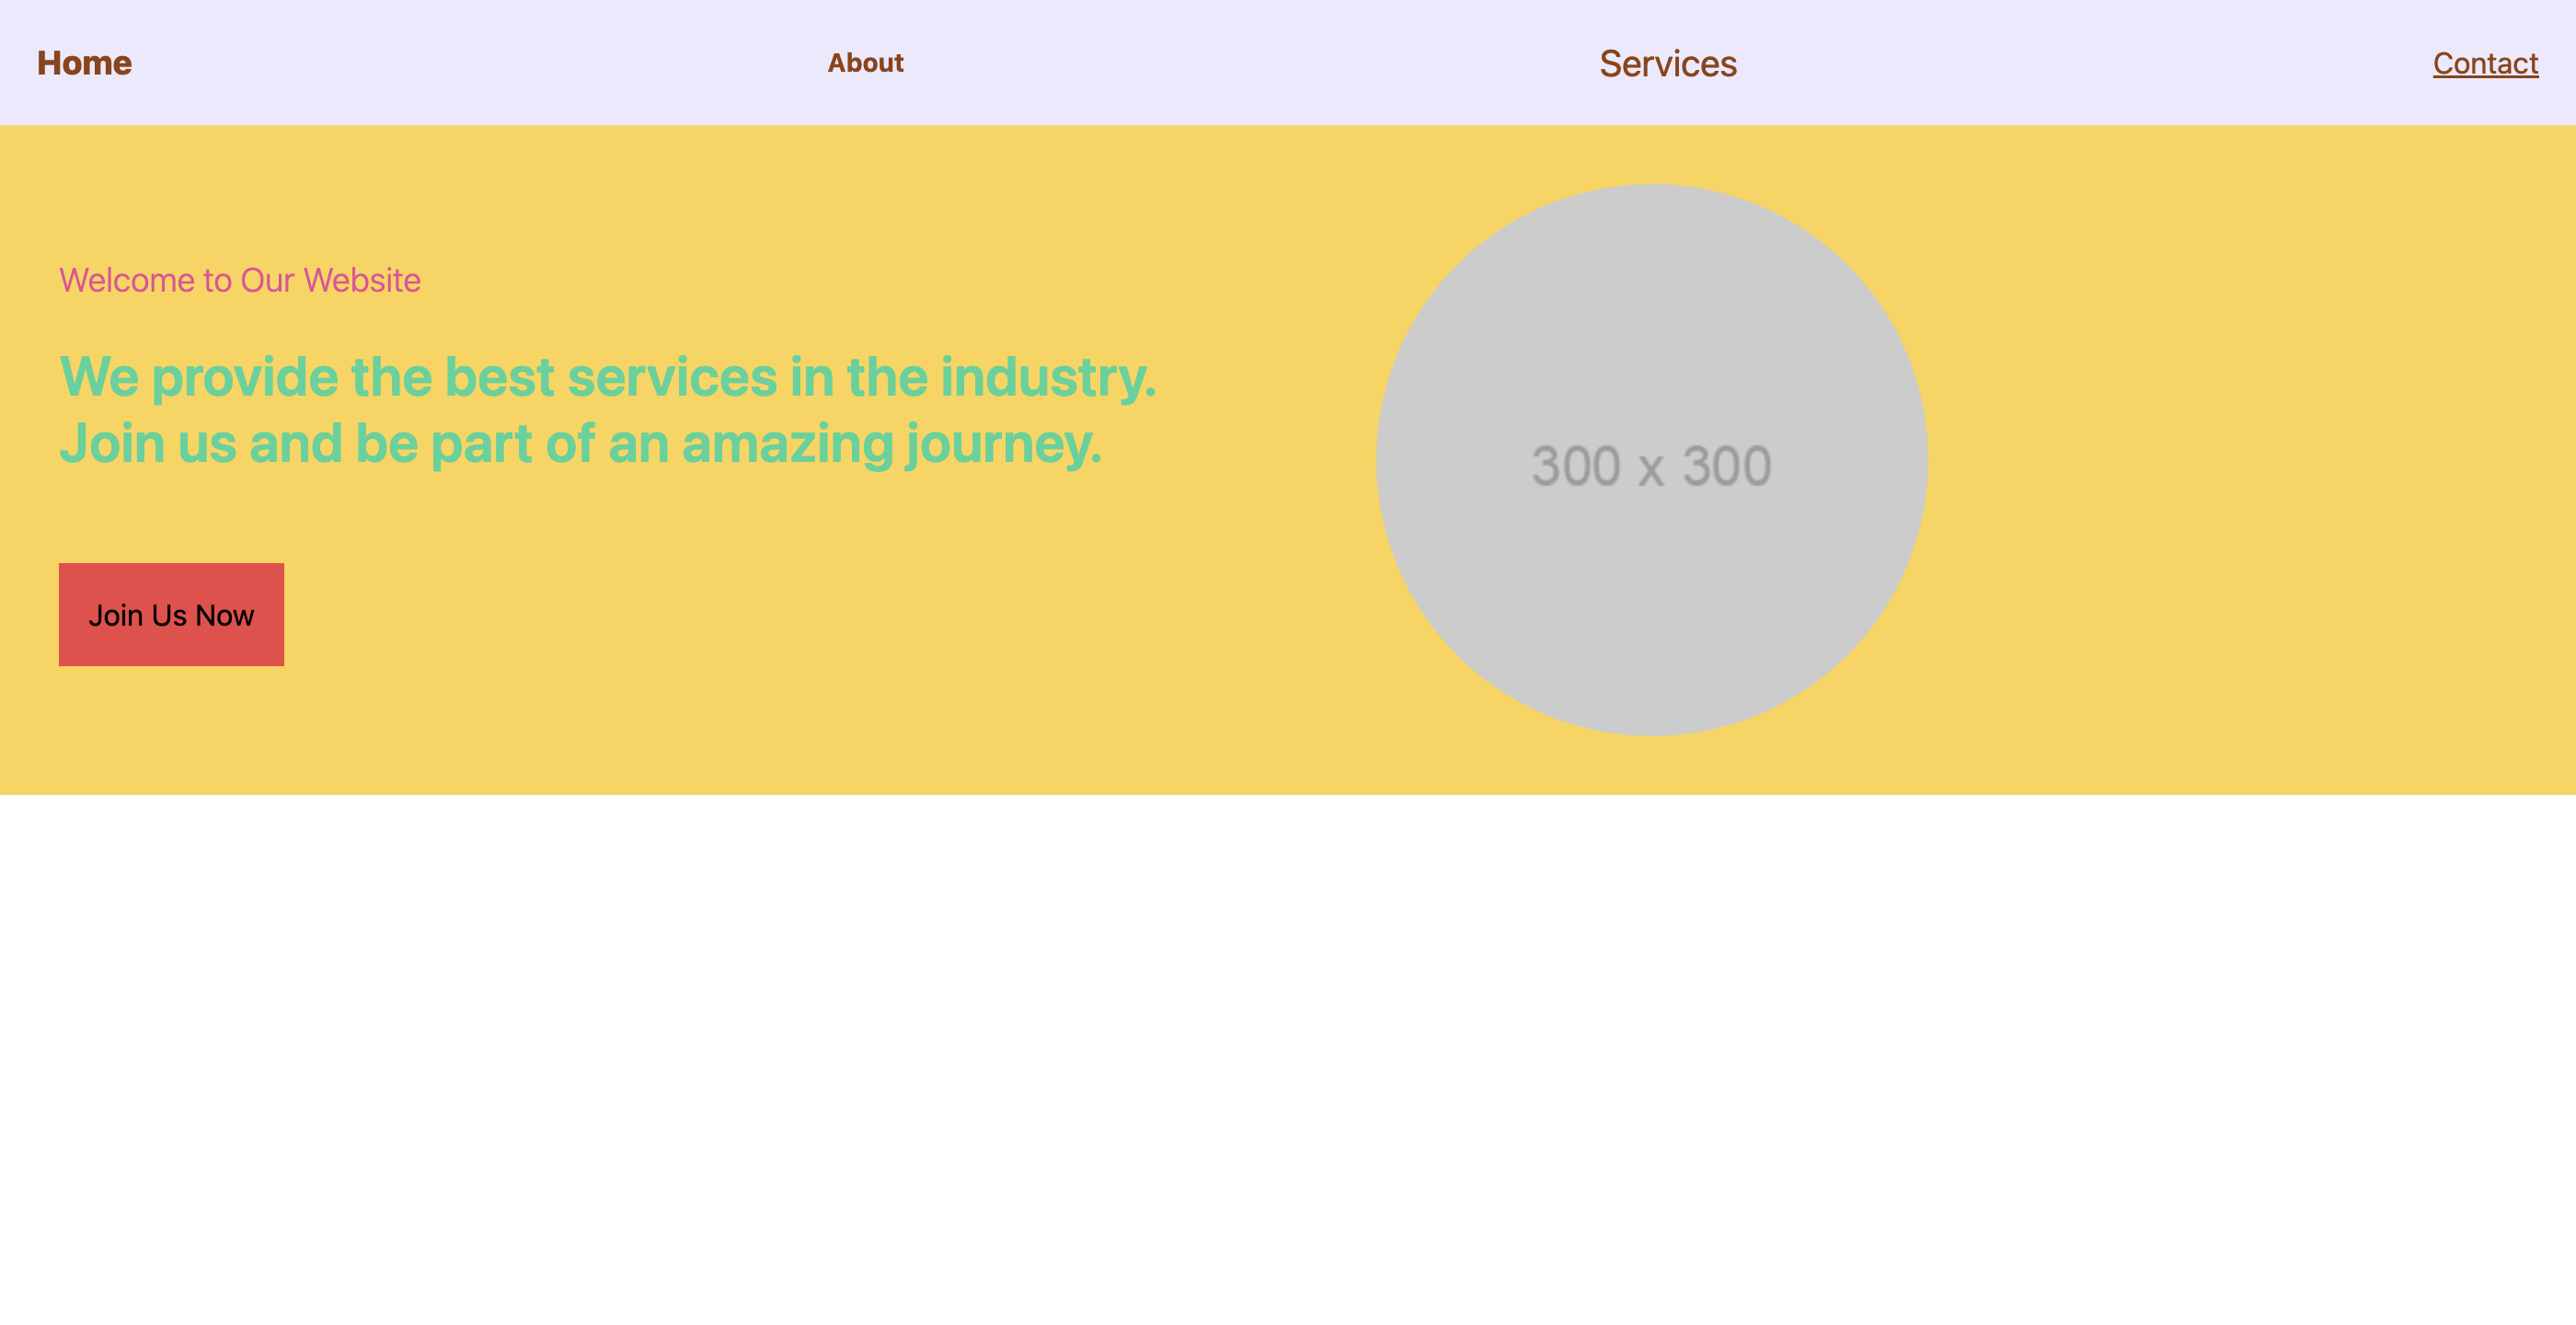 Home About Services Contact
Welcome to Our Website
We provide the best services in the industry.
Join us and be part of an amazing journey.
300 x 300
Join Us Now